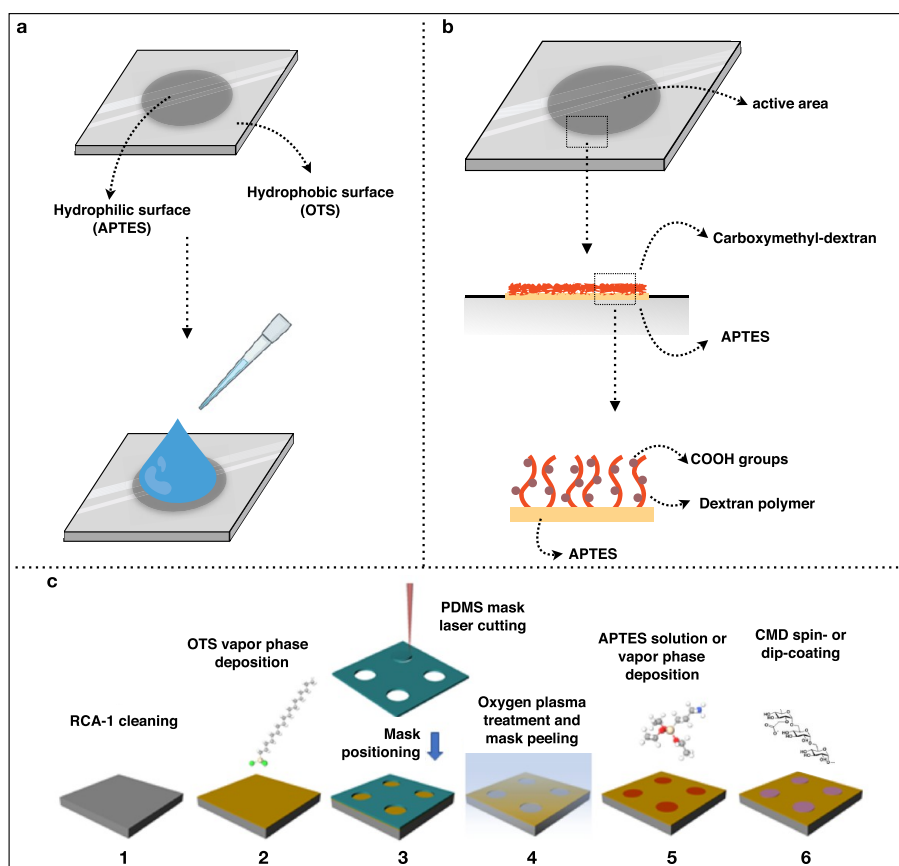 a
Hydrophilic surface
(APTES)
Hydrophobic surface
(OTS)
b
active area
Carboxymethyl-dextran
APTES
COOH groups
Dextran polymer
APTES
c
RCA-1 cleaning
OTS vapor phase
deposition
PDMS mask
laser cutting
Mask
positioning
Oxygen plasma
treatment and
mask peeling
APTES solution or
vapor phase
deposition
CMD spin- or
dip-coating
1
2
3
4
5
6